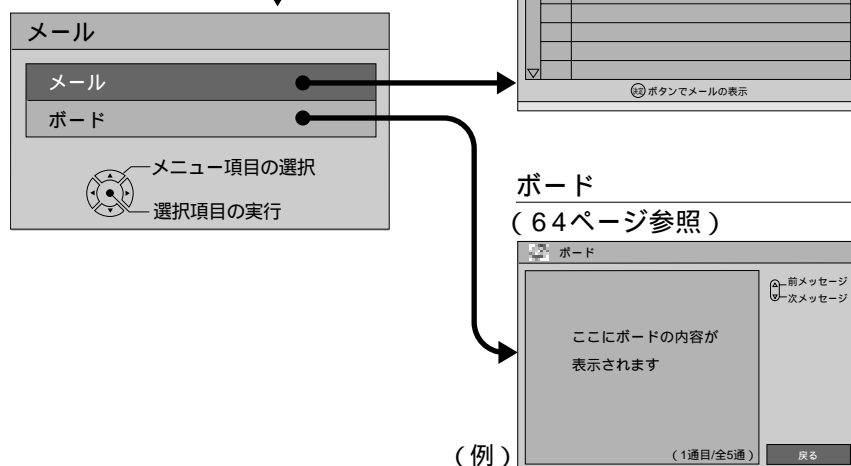 メール
メール
ボード
メニュー項目の選択
選択項目の実行
決定ボタンでメールの表示
ボード
(64ページ参照)
ボード
前メッセージ
次メッセージ
ここにボードの内容が
表示されます
(1通目/全5通)
戻る
(例)